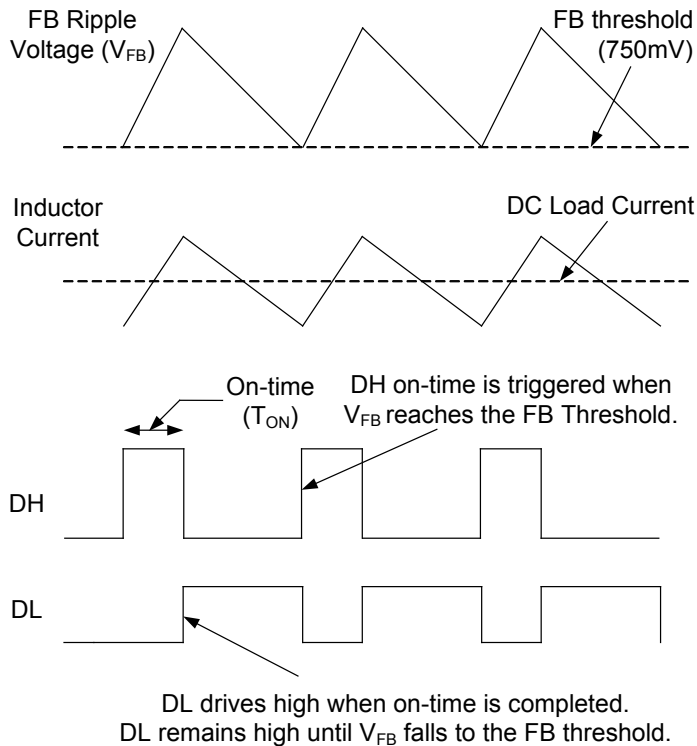 FB Ripple
Voltage (VFB)
FB threshold
(750mV)
Inductor
Current
DC Load Current
On-time
(TON)
DH on-time is triggered when
VFB reaches the FB Threshold.
DH
DL
DL drives high when on-time is completed.
DL remains high until VFB falls to the FB threshold.